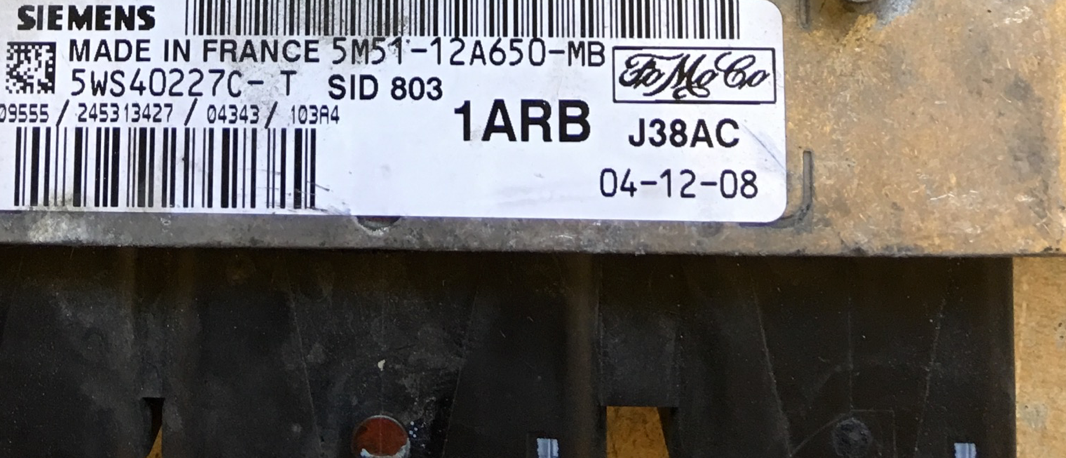 SIEMENS
MADE IN FRANCE 5M51-12A650-MB
FoMoCo
5WS40227C- T SID 803
09555 / 245313427 / 04343 / 103A4
1ARB J38AC
04-12-08